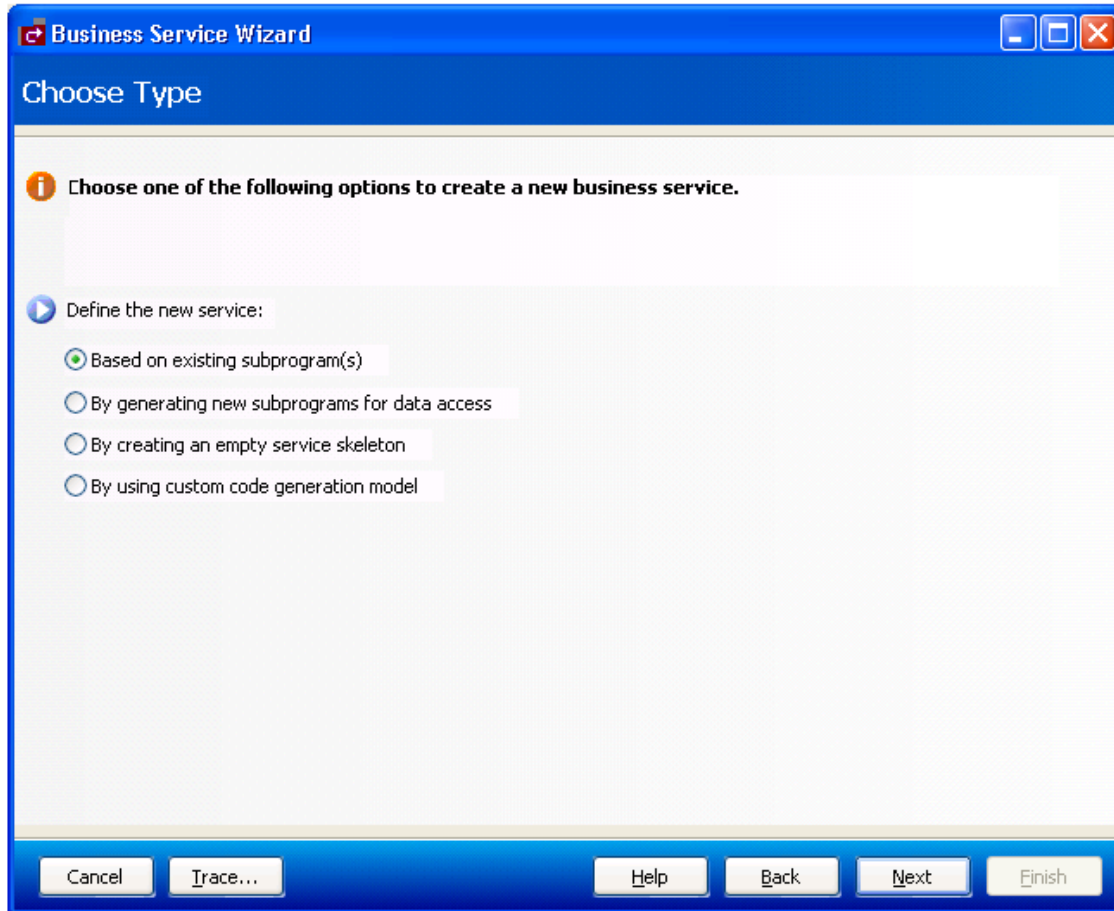 Business Service Wizard
Choose Type
Choose one of the following options to create a new business service.
Define the new service:
Based on existing subprogram(s)
By generating new subprograms for data access
By creating an empty service skeleton
By using custom code generation model
Cancel Trace... Help Back Next Finish